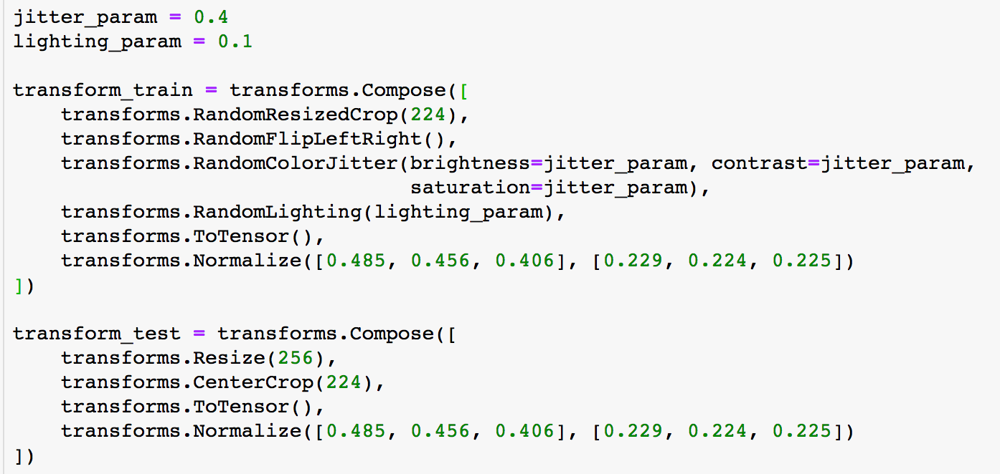 jitter_param = 0.4
lighting_param = 0.1

transform_train = transforms.Compose([
    transforms.RandomResizedCrop(224),
    transforms.RandomFlipLeftRight(),
    transforms.RandomColorJitter(brightness=jitter_param, contrast=jitter_param,
                                 saturation=jitter_param),
    transforms.RandomLighting(lighting_param),
    transforms.ToTensor(),
    transforms.Normalize([0.485, 0.456, 0.406], [0.229, 0.224, 0.225])
])

transform_test = transforms.Compose([
    transforms.Resize(256),
    transforms.CenterCrop(224),
    transforms.ToTensor(),
    transforms.Normalize([0.485, 0.456, 0.406], [0.229, 0.224, 0.225])
])